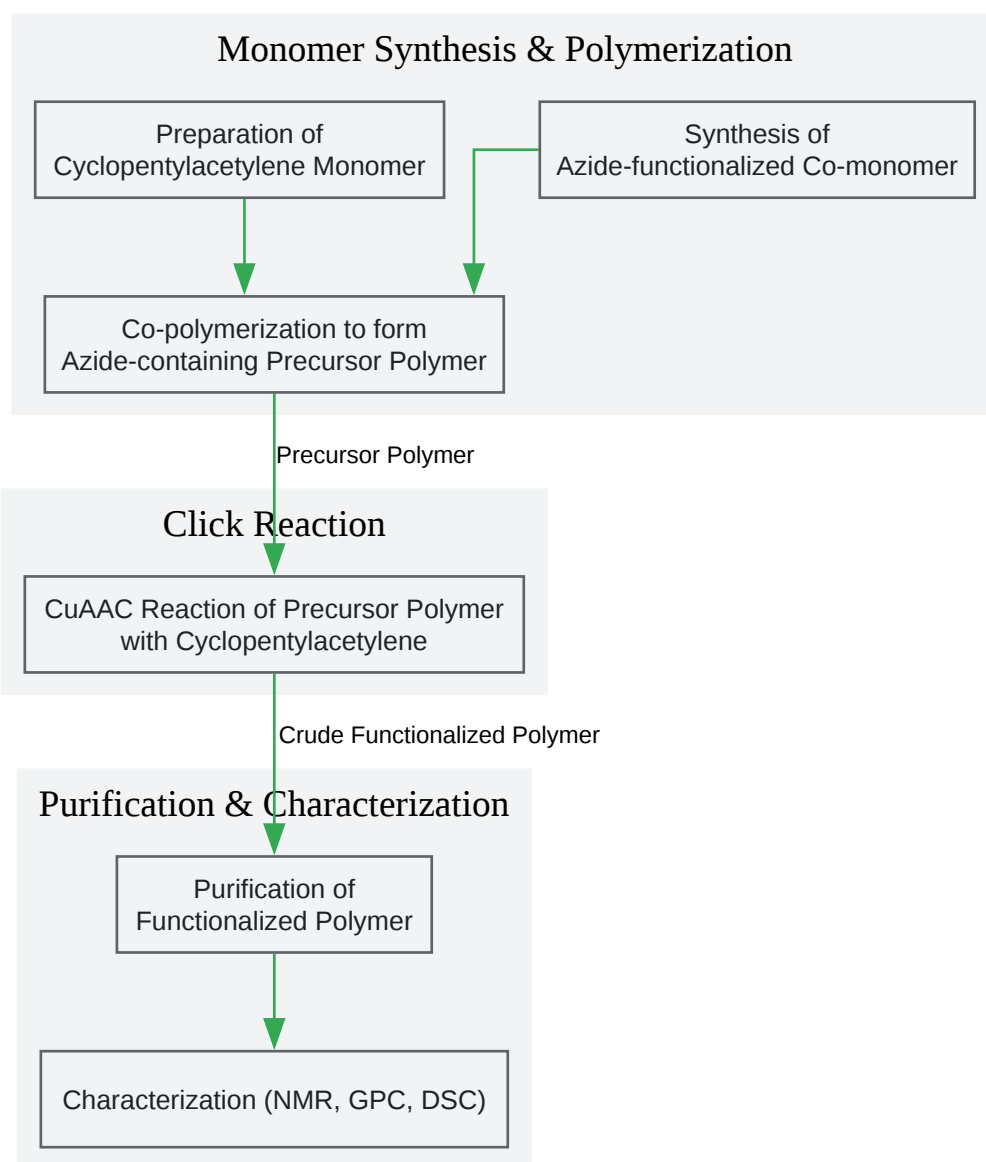 Monomer Synthesis & Polymerization
Preparation of
Cyclopentylacetylene Monomer
Synthesis of
Azide-functionalized Co-monomer
Co-polymerization to form
Azide-containing Precursor Polymer
Precursor Polymer
Click Reaction
CuAAC Reaction of Precursor Polymer
with Cyclopentylacetylene
Crude Functionalized Polymer
Purification & Characterization
Purification of
Functionalized Polymer
Characterization (NMR, GPC, DSC)